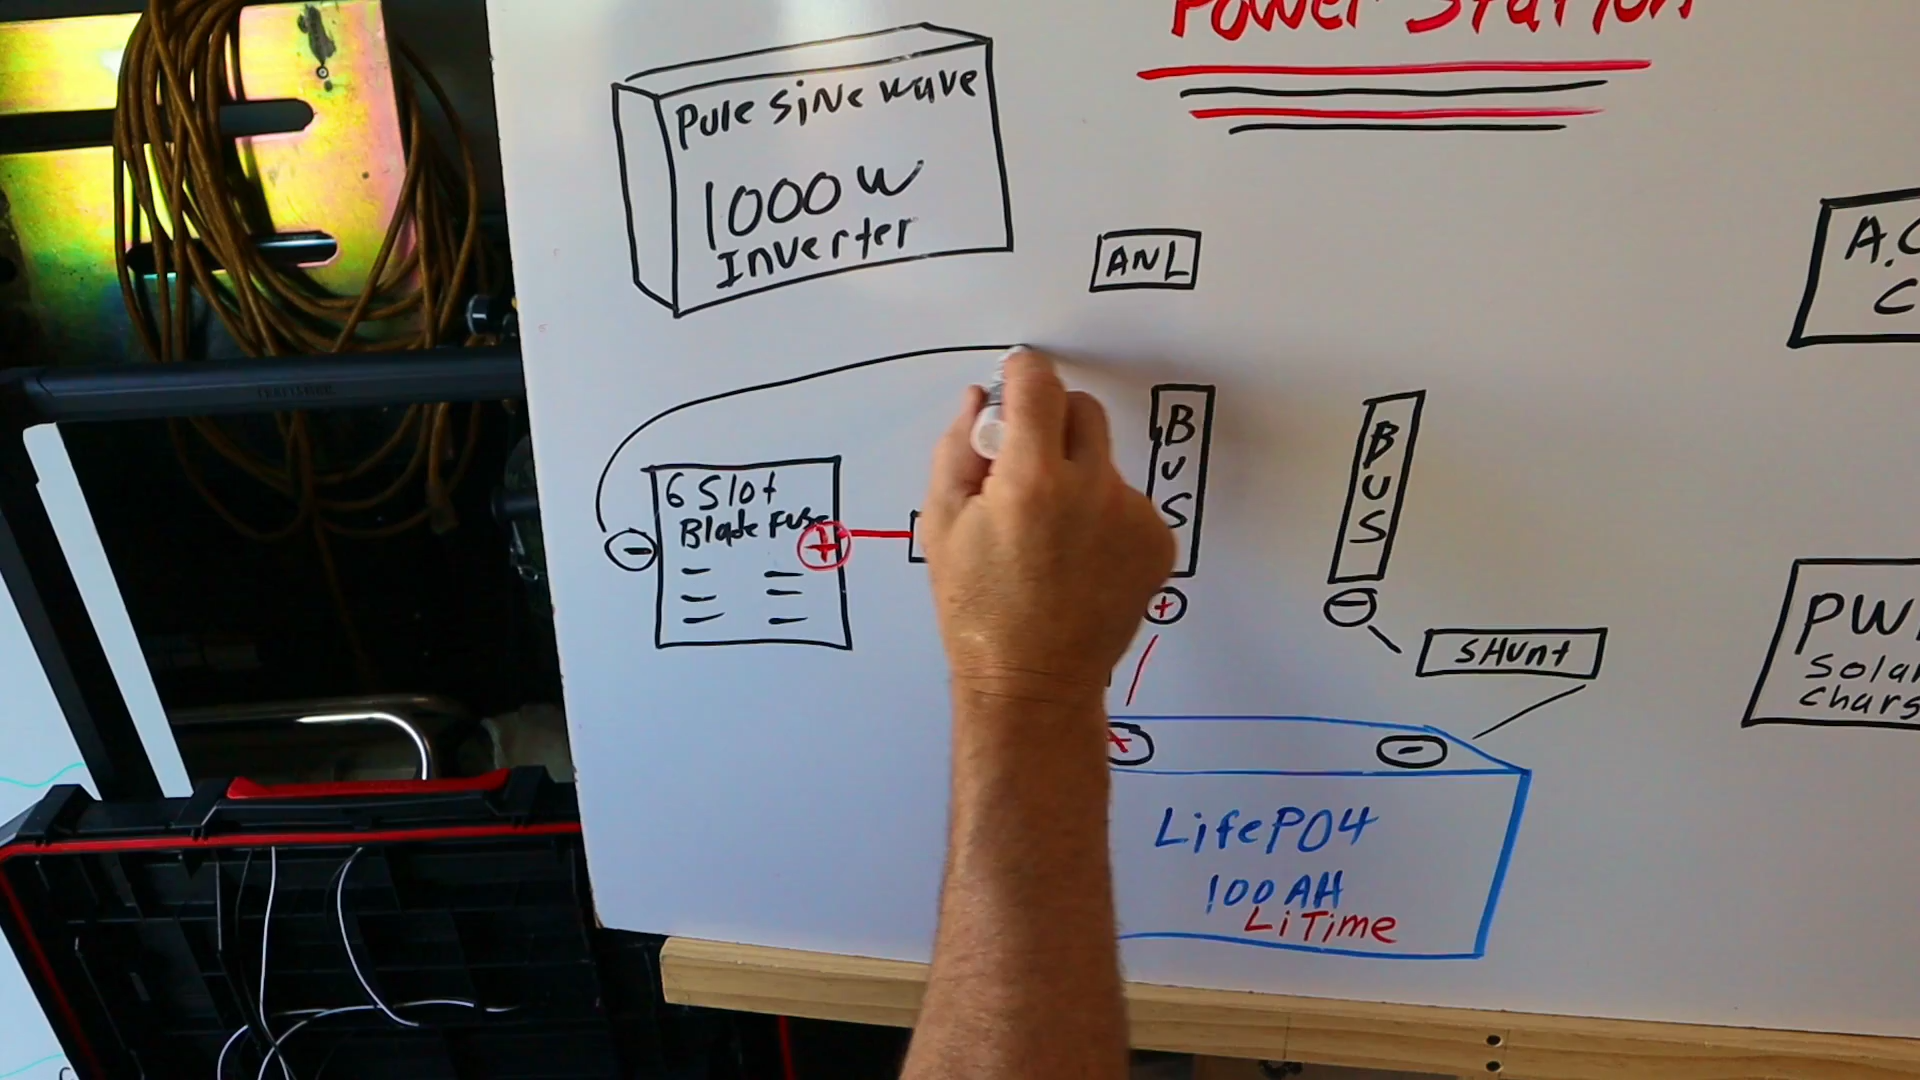 Power Station
Pure Sine wave
1000 W
Inverter
ANL
A.C
C
BUS
BUS
6 Slot
Blade Fuse
+
-
+
-
SHUnt
PW
Solar
Charg
+
-
LifePO4
100 AH
LiTime